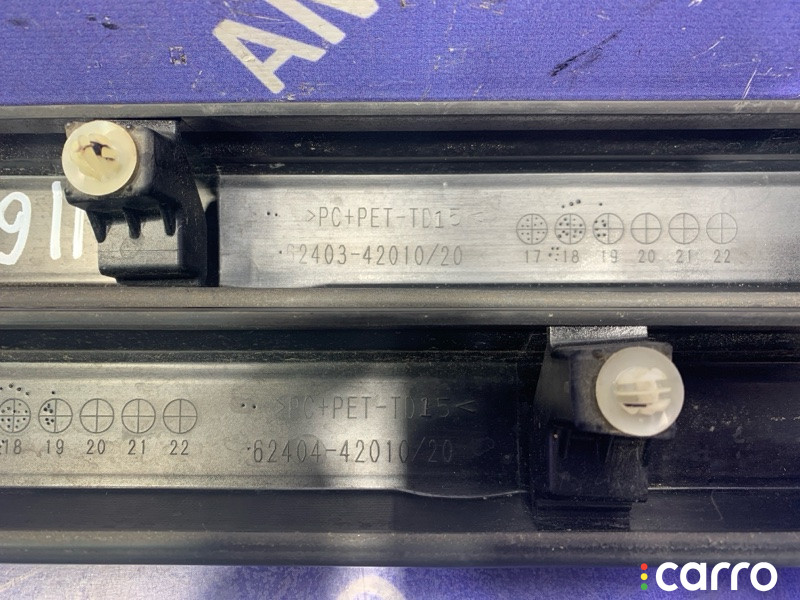 >PC+PET-TD15<
62403-42010/20
17 18 19 20 21 22
911
>PC+PET-TD15<
18 19 20 21 22
62404-42010/20
carro